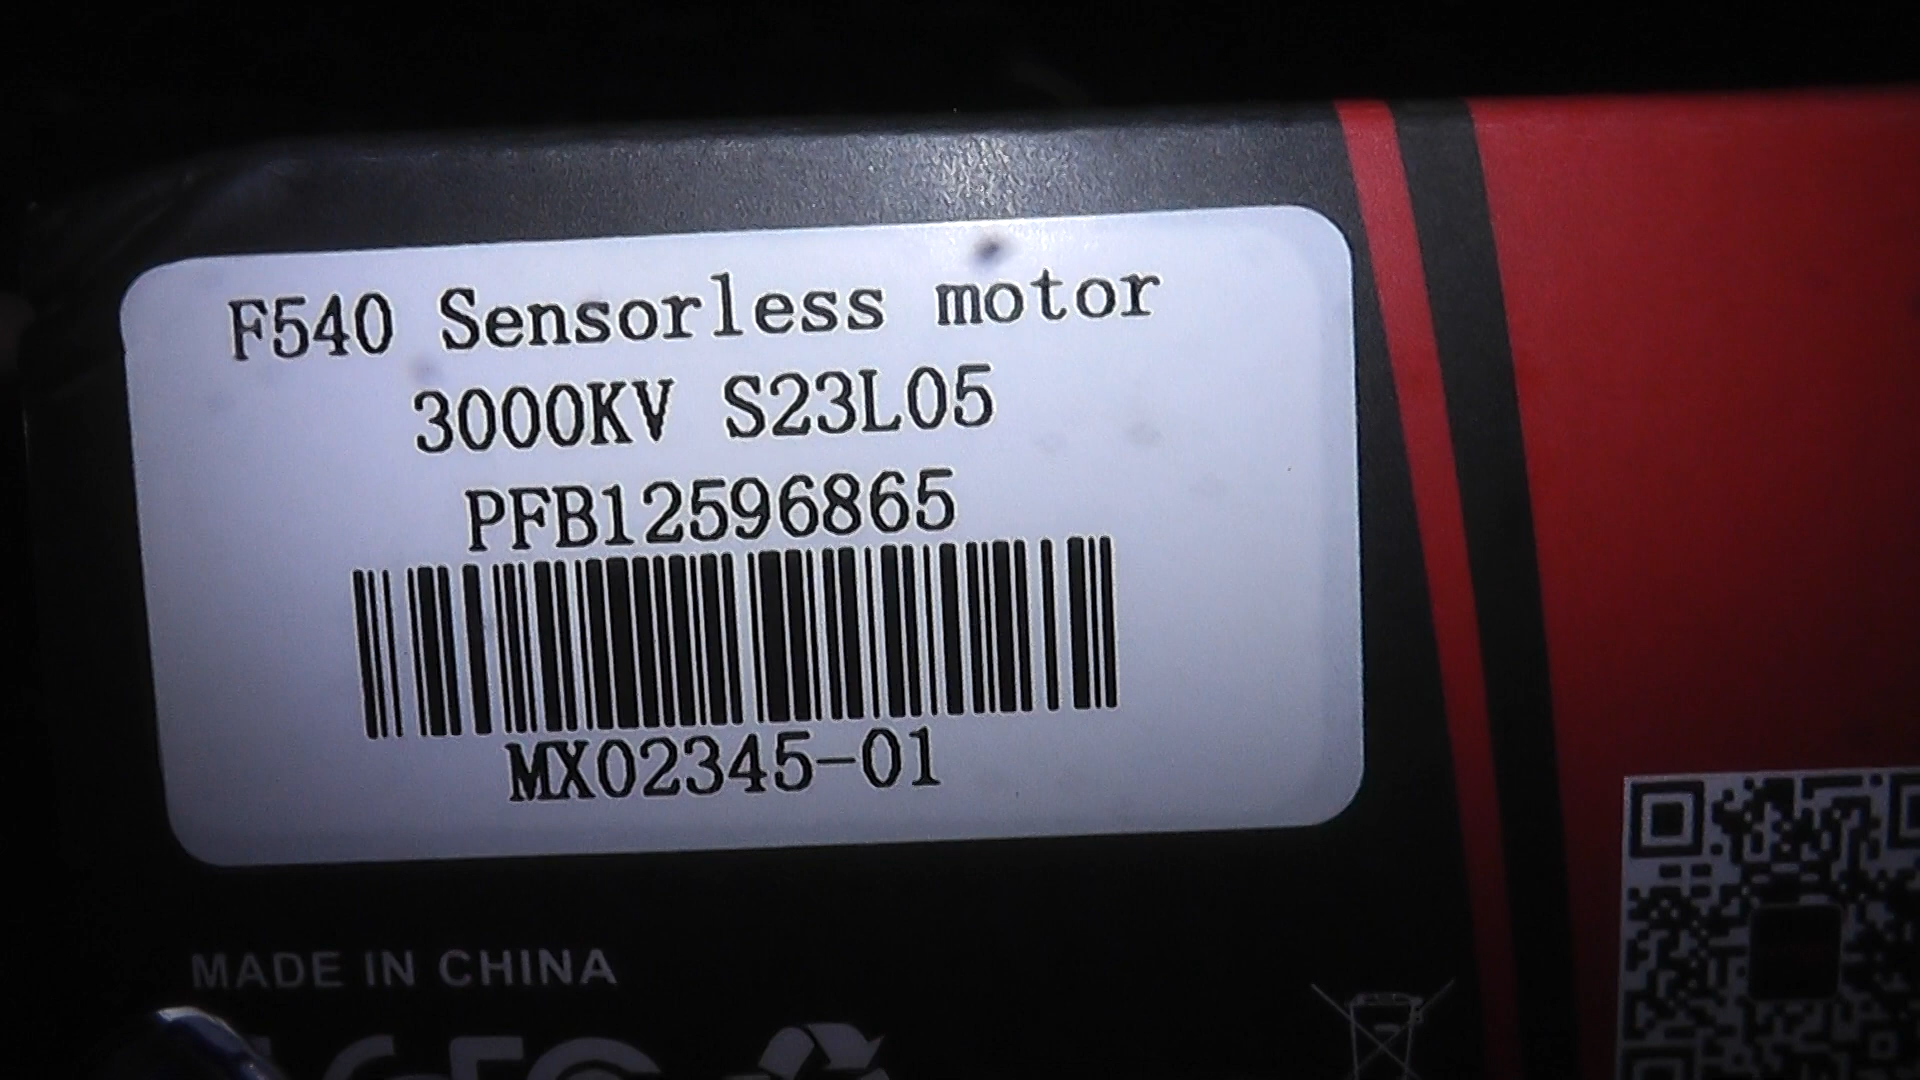 F540 Sensorless motor
3000KV S23L05
PFB12596865
MX02345-01
MADE IN CHINA